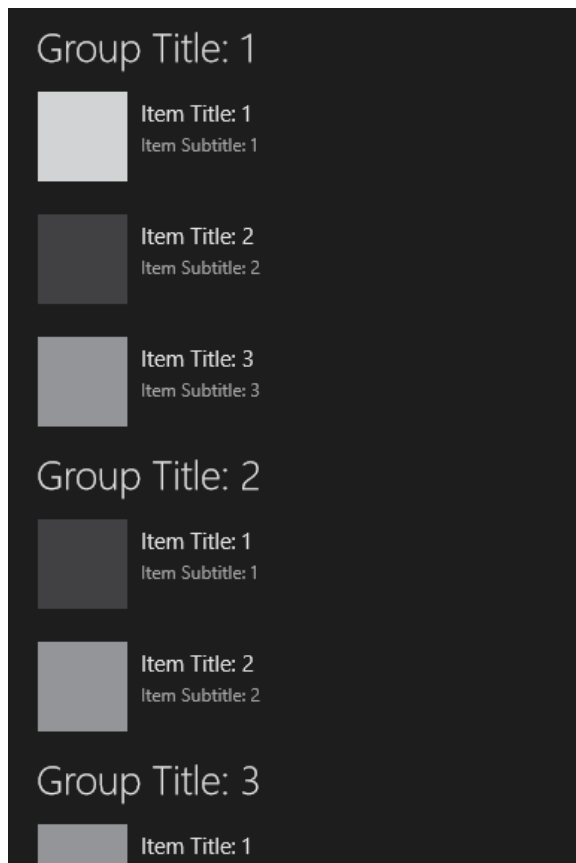 Group Title: 1
Item Title: 1
Item Subtitle: 1
Item Title: 2
Item Subtitle: 2
Item Title: 3
Item Subtitle: 3
Group Title: 2
Item Title: 1
Item Subtitle: 1
Item Title: 2
Item Subtitle: 2
Group Title: 3
Item Title: 1